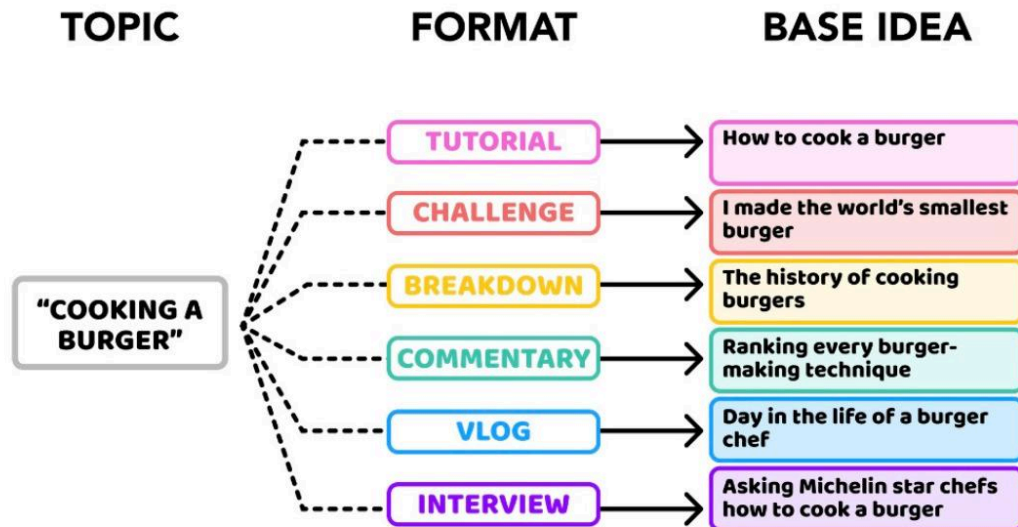 TOPIC
FORMAT
BASE IDEA
“COOKING A
BURGER”
TUTORIAL
How to cook a burger
CHALLENGE
I made the world’s smallest
burger
BREAKDOWN
The history of cooking
burgers
COMMENTARY
Ranking every burger-
making technique
VLOG
Day in the life of a burger
chef
INTERVIEW
Asking Michelin star chefs
how to cook a burger